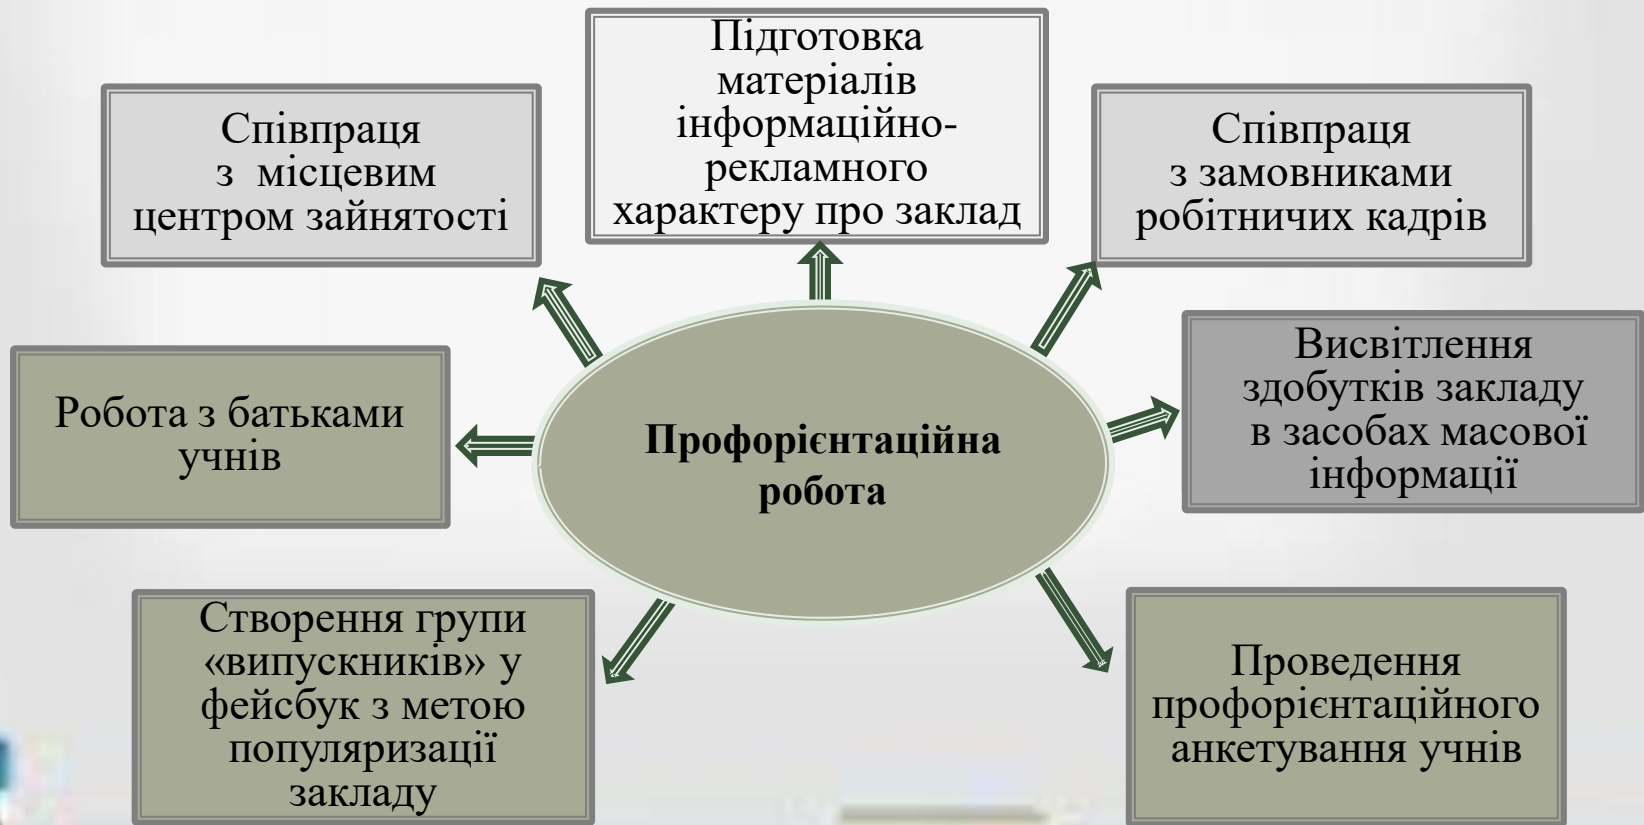 Підготовка
матеріалів
інформаційно-
рекламного
характеру про заклад
Співпраця
з місцевим
центром зайнятості
Співпраця
з замовниками
робітничих кадрів
Робота з батьками
учнів
Профорієнтаційна
робота
Висвітлення
здобутків закладу
в засобах масової
інформації
Створення групи
«випускників» у
фейсбук з метою
популяризації
закладу
Проведення
профорієнтаційного
анкетування учнів